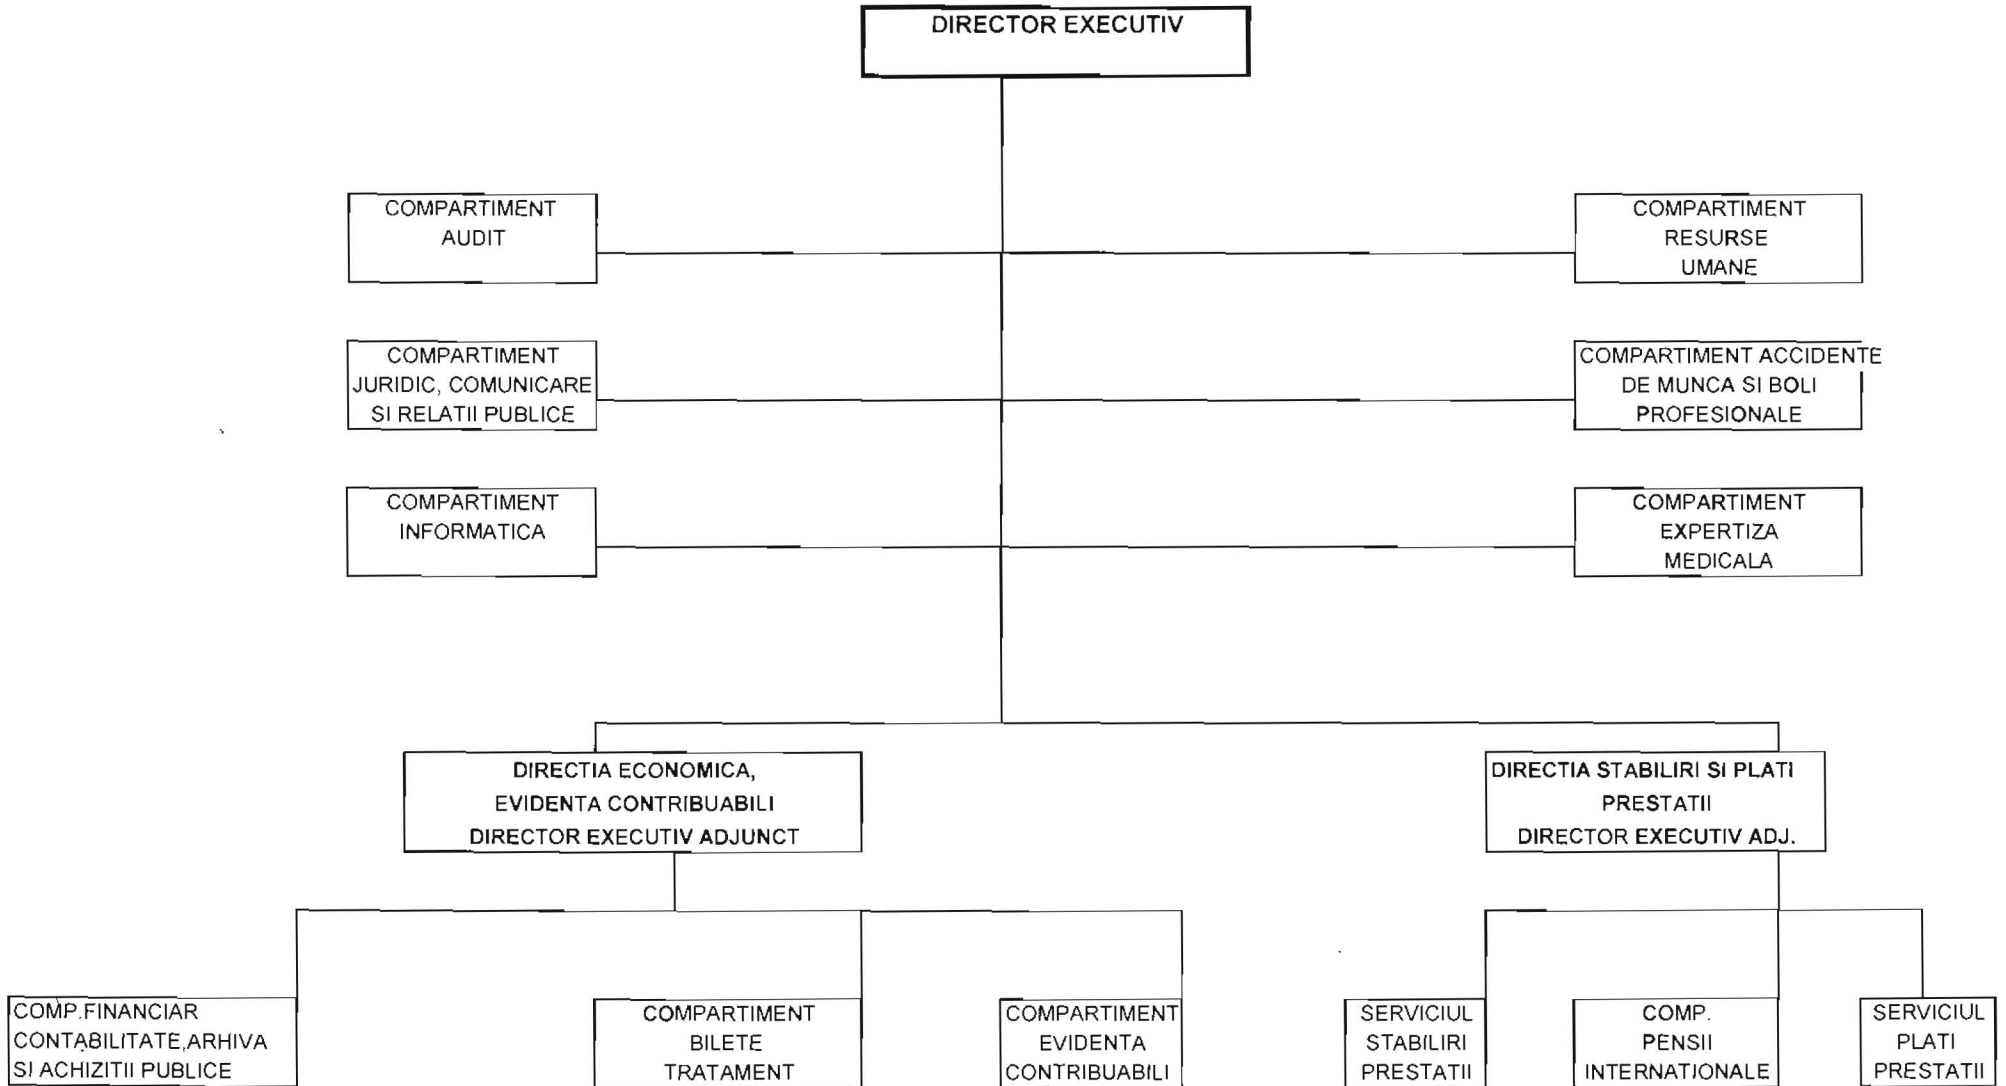 DIRECTOR EXECUTIV
COMPARTIMENT
AUDIT
COMPARTIMENT
RESURSE
UMANE
COMPARTIMENT
JURIDIC, COMUNICARE
SI RELATII PUBLICE
COMPARTIMENT ACCIDENTE
DE MUNCA SI BOLI
PROFESIONALE
COMPARTIMENT
INFORMATICA
COMPARTIMENT
EXPERTIZA
MEDICALA
DIRECTIA ECONOMICA,
EVIDENTA CONTRIBUABILI
DIRECTOR EXECUTIV ADJUNCT
DIRECTIA STABILIRI SI PLATI
PRESTATII
DIRECTOR EXECUTIV ADJ.
COMP.FINANCIAR
CONTABILITATE,ARHIVA
SI ACHIZITII PUBLICE
COMPARTIMENT
BILETE
TRATAMENT
COMPARTIMENT
EVIDENTA
CONTRIBUABILI
SERVICIUL
STABILIRI
PRESTATII
COMP.
PENSII
INTERNATIONALE
SERVICIUL
PLATI
PRESTATII